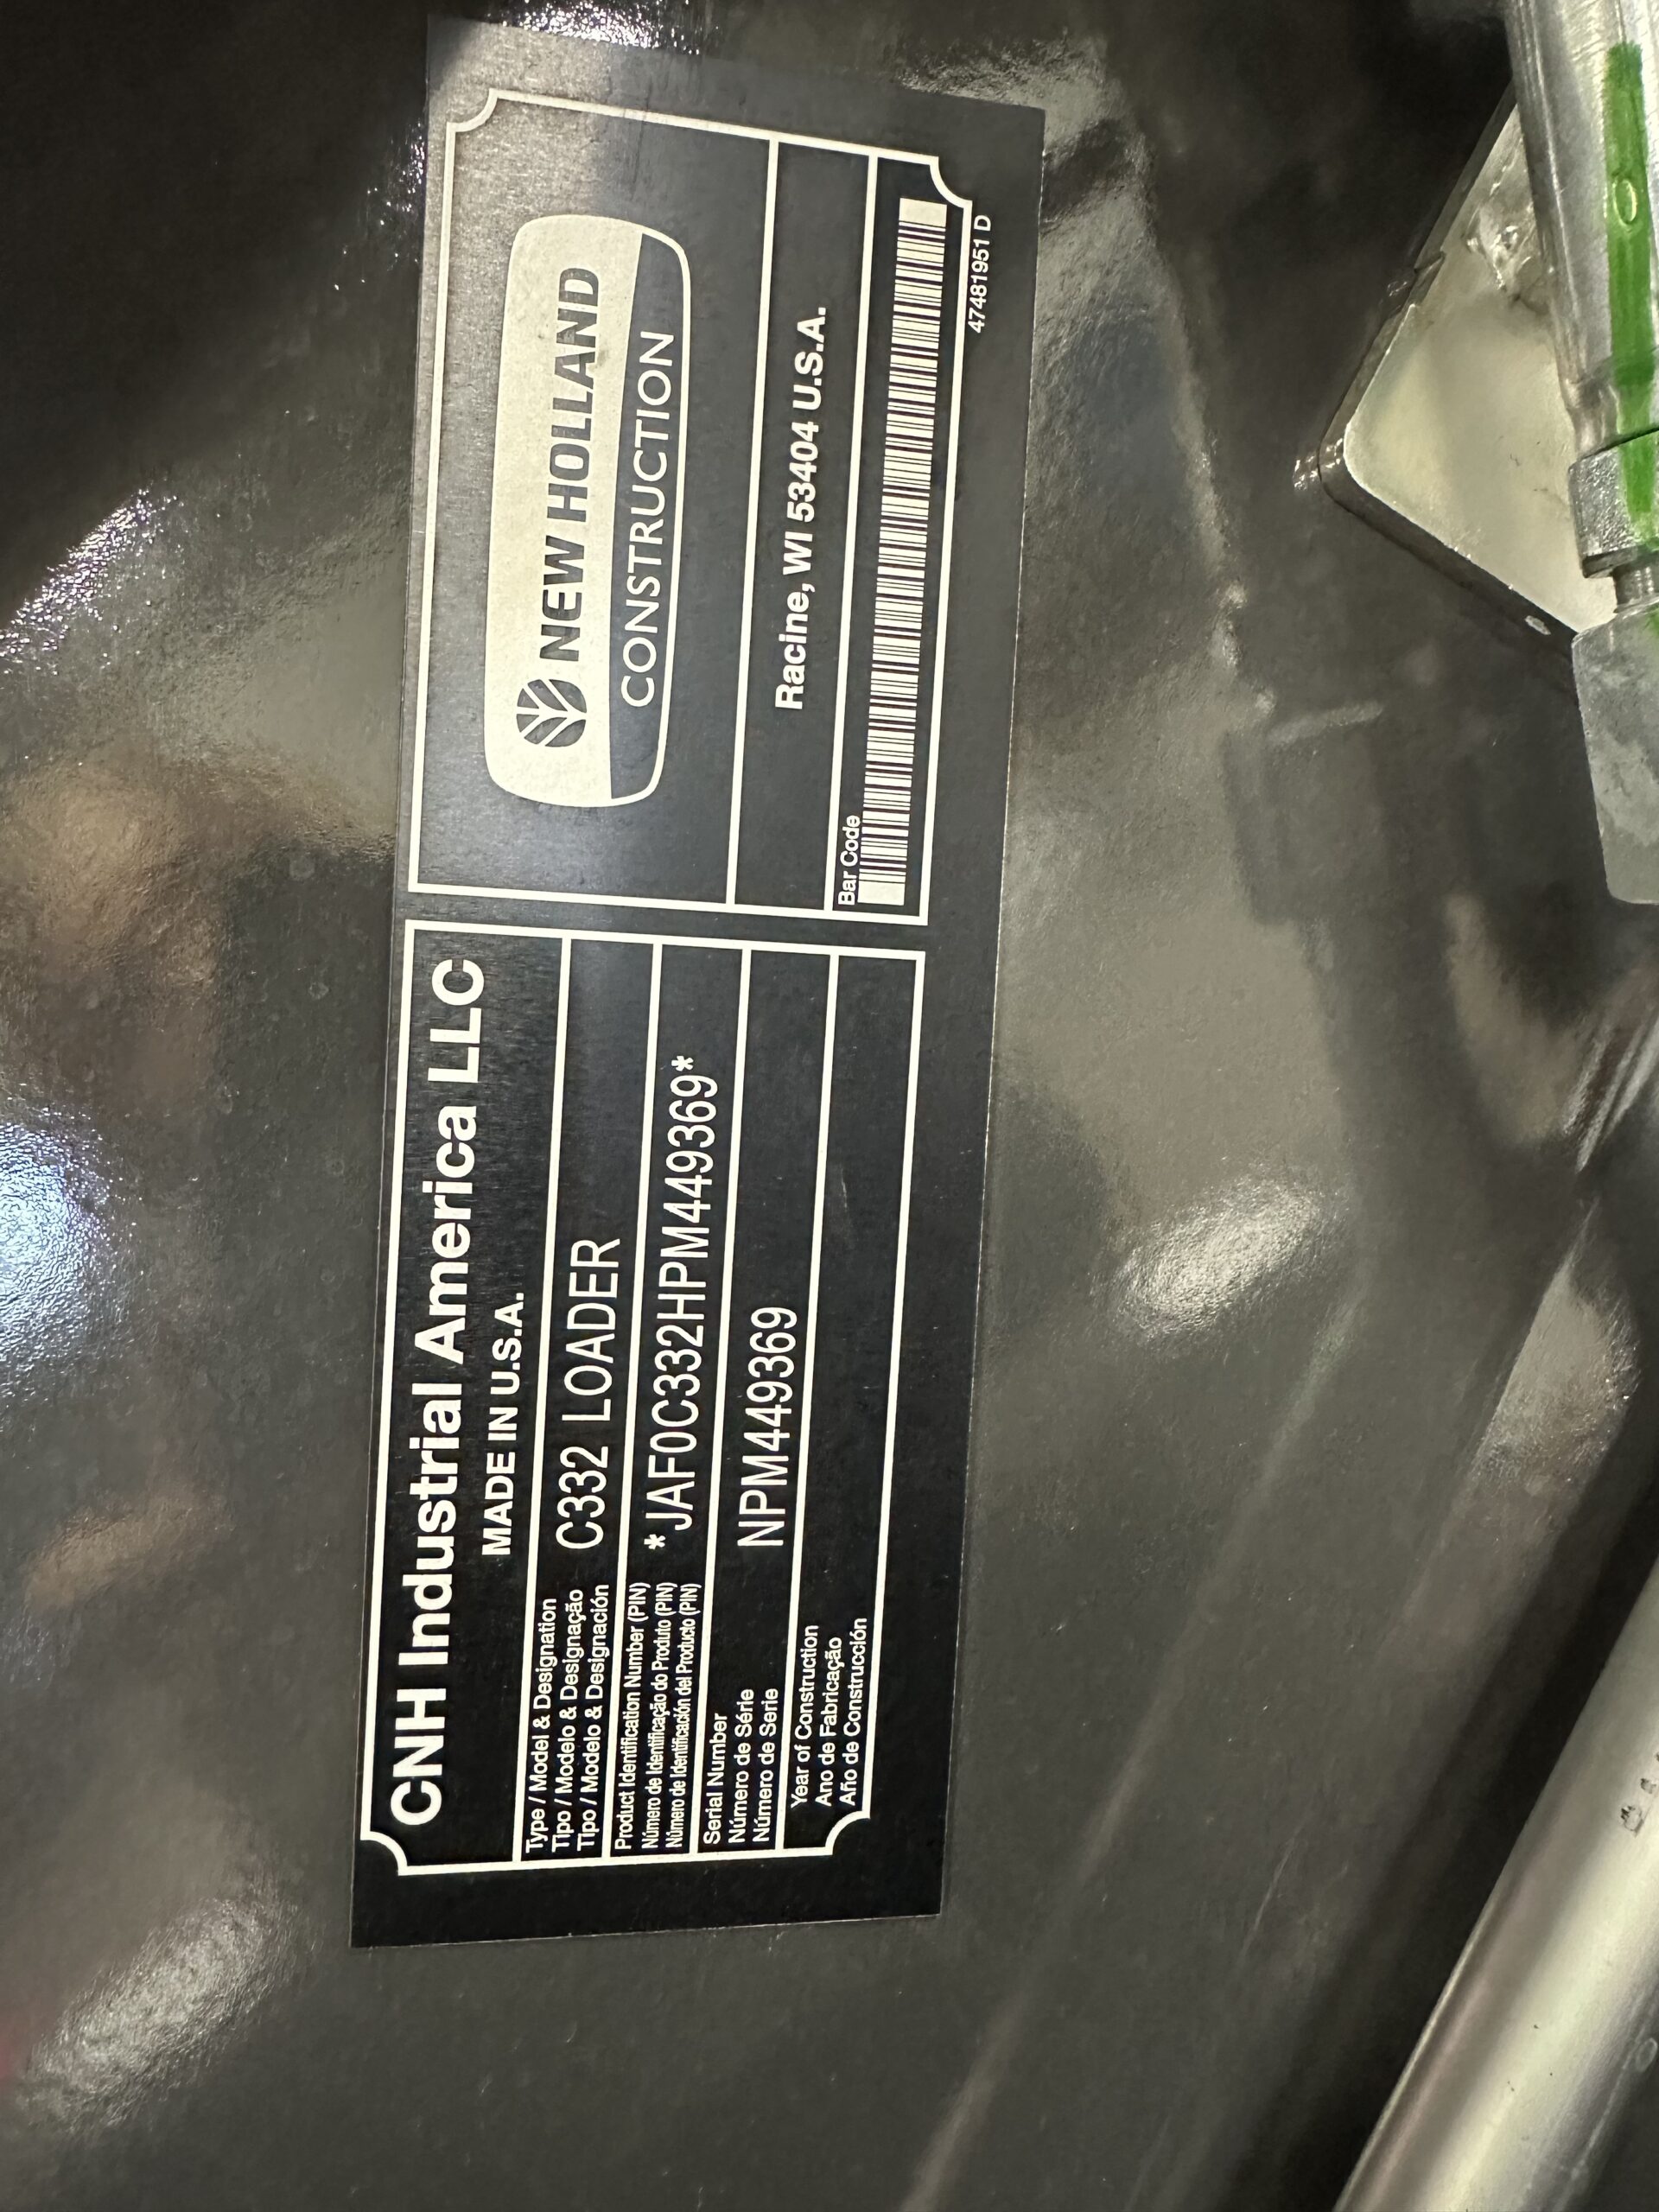 CNH Industrial America LLC
MADE IN U.S.A.
Type / Model & Designation
Tipo / Modelo & Designação
Tipo / Modelo & Designación
C332 LOADER
Product Identification Number (PIN)
Número de Identificação do Produto (PIN)
Número de Identificación del Producto (PIN)
*JAF0C332HPM449369*
Serial Number
Número de Série
Número de Serie
NPM449369
Year of Construction
Ano de Fabricação
Año de Construcción
NEW HOLLAND
CONSTRUCTION
Racine, WI 53404 U.S.A.
Bar Code
47481951 D